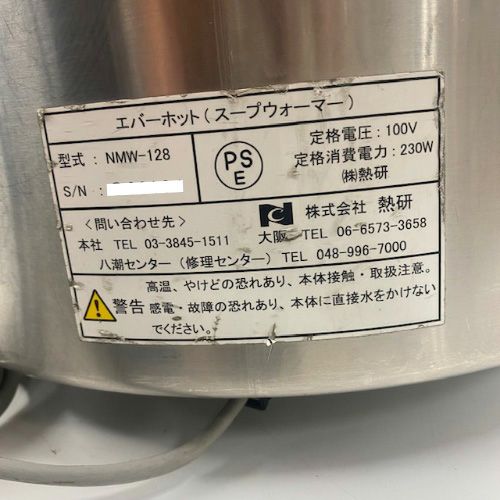 エバーホット(スープウォーマー)
型式: NMW-128
S/N :
PS
E
定格電圧: 100V
定格消費電力: 230W
㈱熱研
株式会社 熱研
<問い合わせ先>
本社 TEL 03-3845-1511
大阪 TEL 06-6573-3658
八潮センター(修理センター) TEL 048-996-7000
警告
高温、やけどの恐れあり、本体接触・取扱注意。
感電・故障の恐れあり、本体に直接水をかけない
でください。